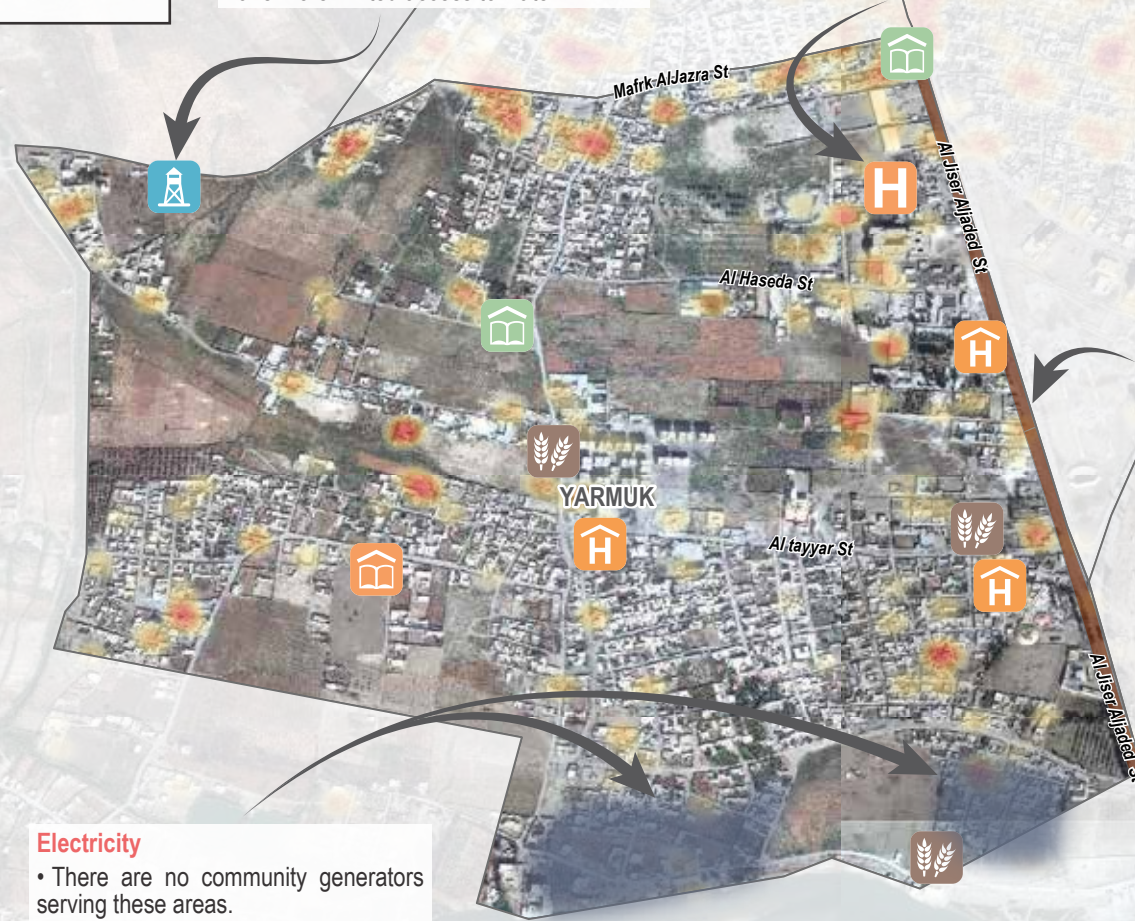 Mafrk AlJazra St
H
Al Jiser Aljaded St
Al Haseda St
H
YARMUK
H
Al tayyar St
H
Al Jiser Aljaded St
Electricity
• There are no community generators
serving these areas.